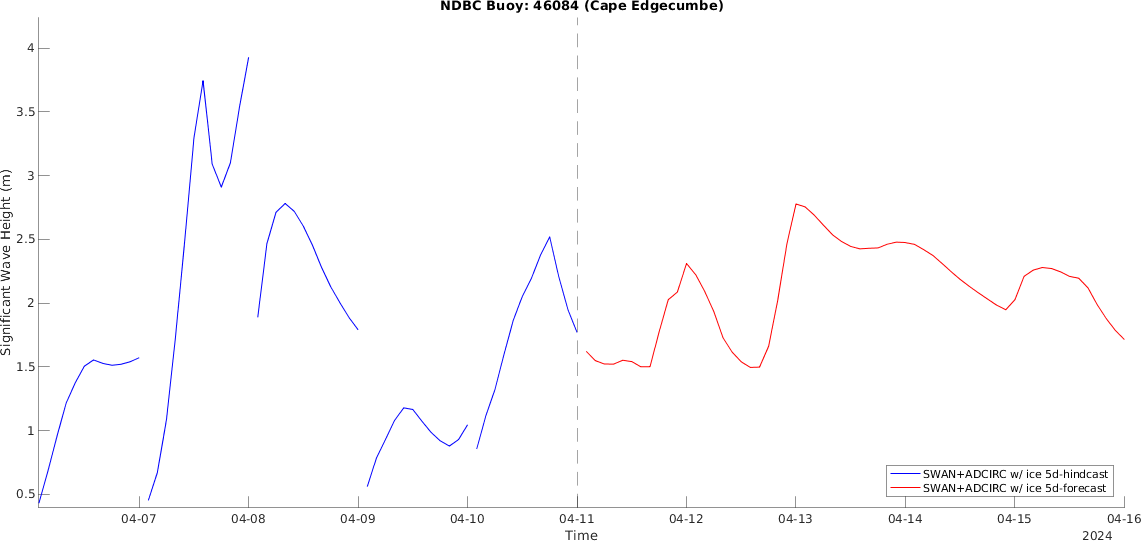 NDBC Buoy: 46084 (Cape Edgecumbe)
Significant Wave Height (m)
4
3.5
3
2.5
2
1.5
1
0.5
SWAN+ADCIRC w/ ice 5d-hindcast
SWAN+ADCIRC w/ ice 5d-forecast
04-07 04-08 04-09 04-10 04-11 04-12 04-13 04-14 04-15 04-16
Time 2024